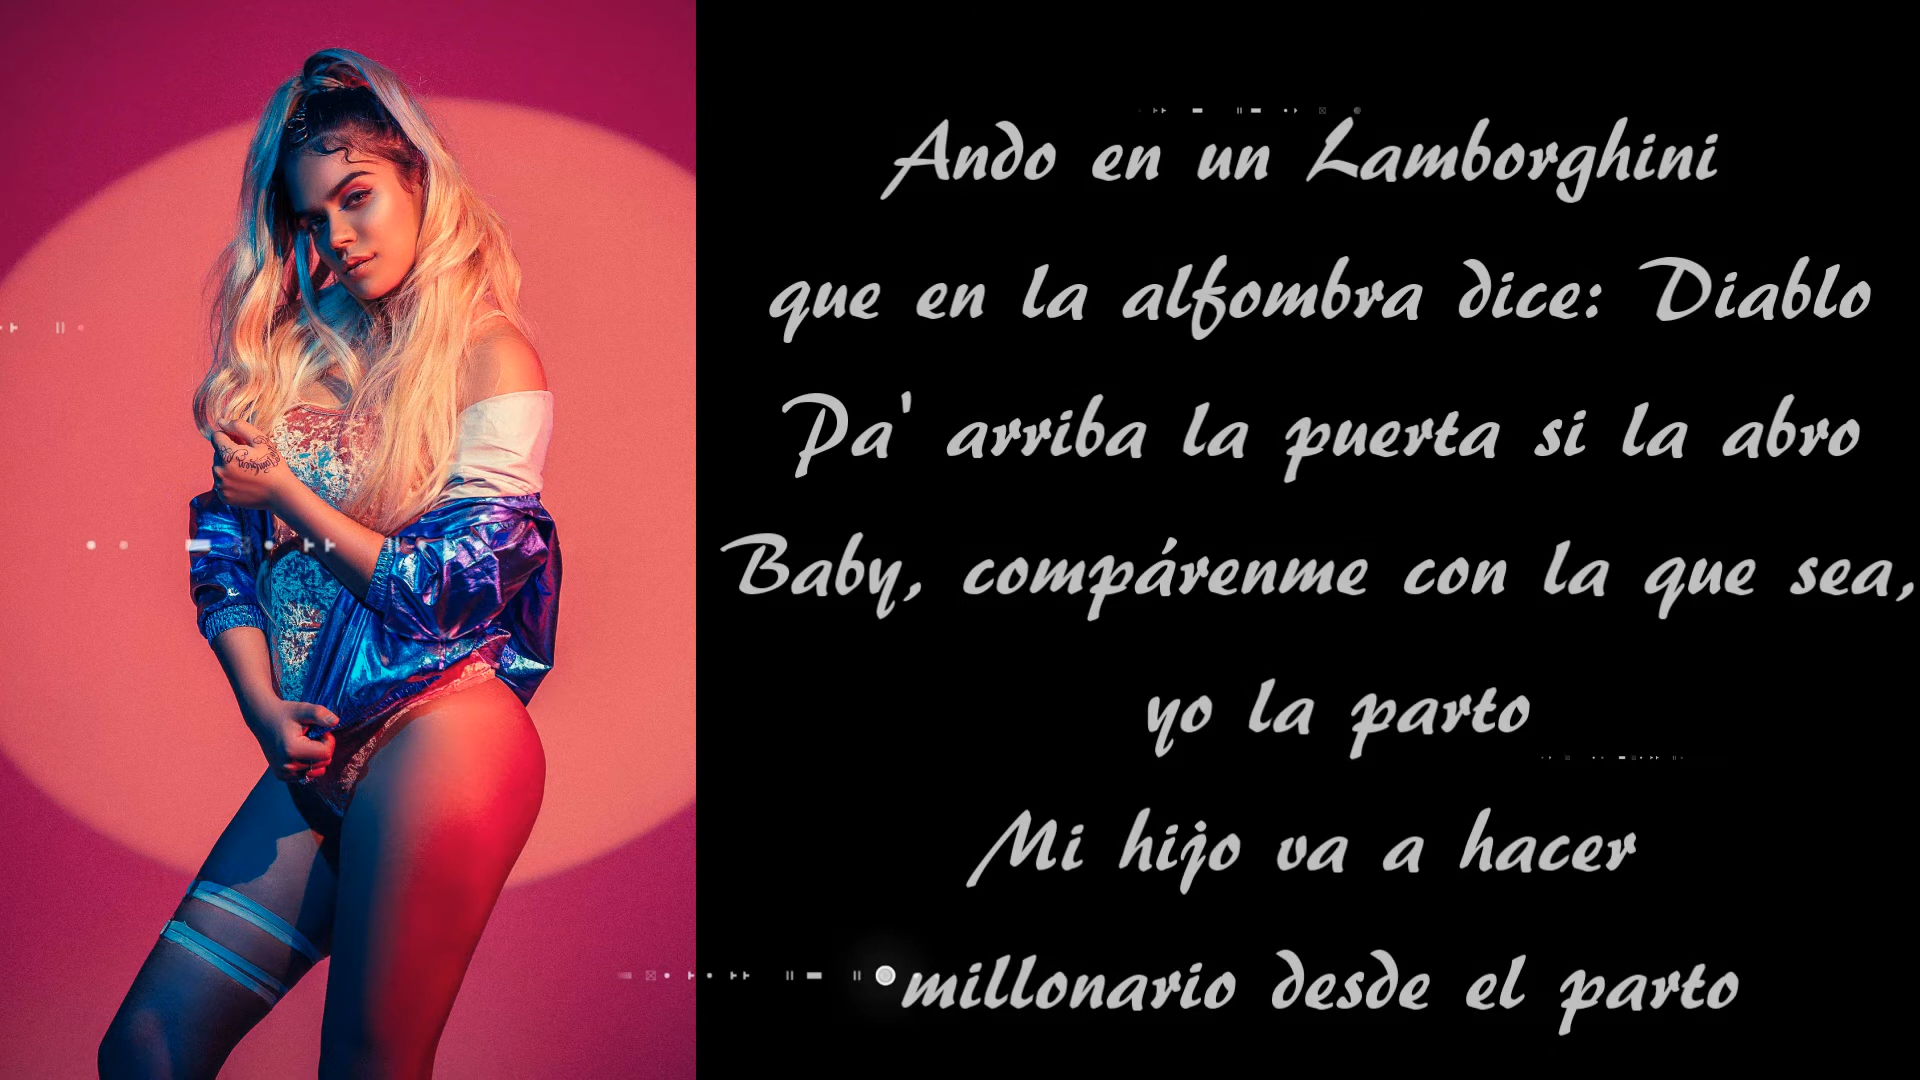 Ando en un Lamborghini
que en la alfombra dice: Diablo
Pa' arriba la puerta si la abro
Baby, compárenme con la que sea,
yo la parto
Mi hijo va a hacer
millonario desde el parto